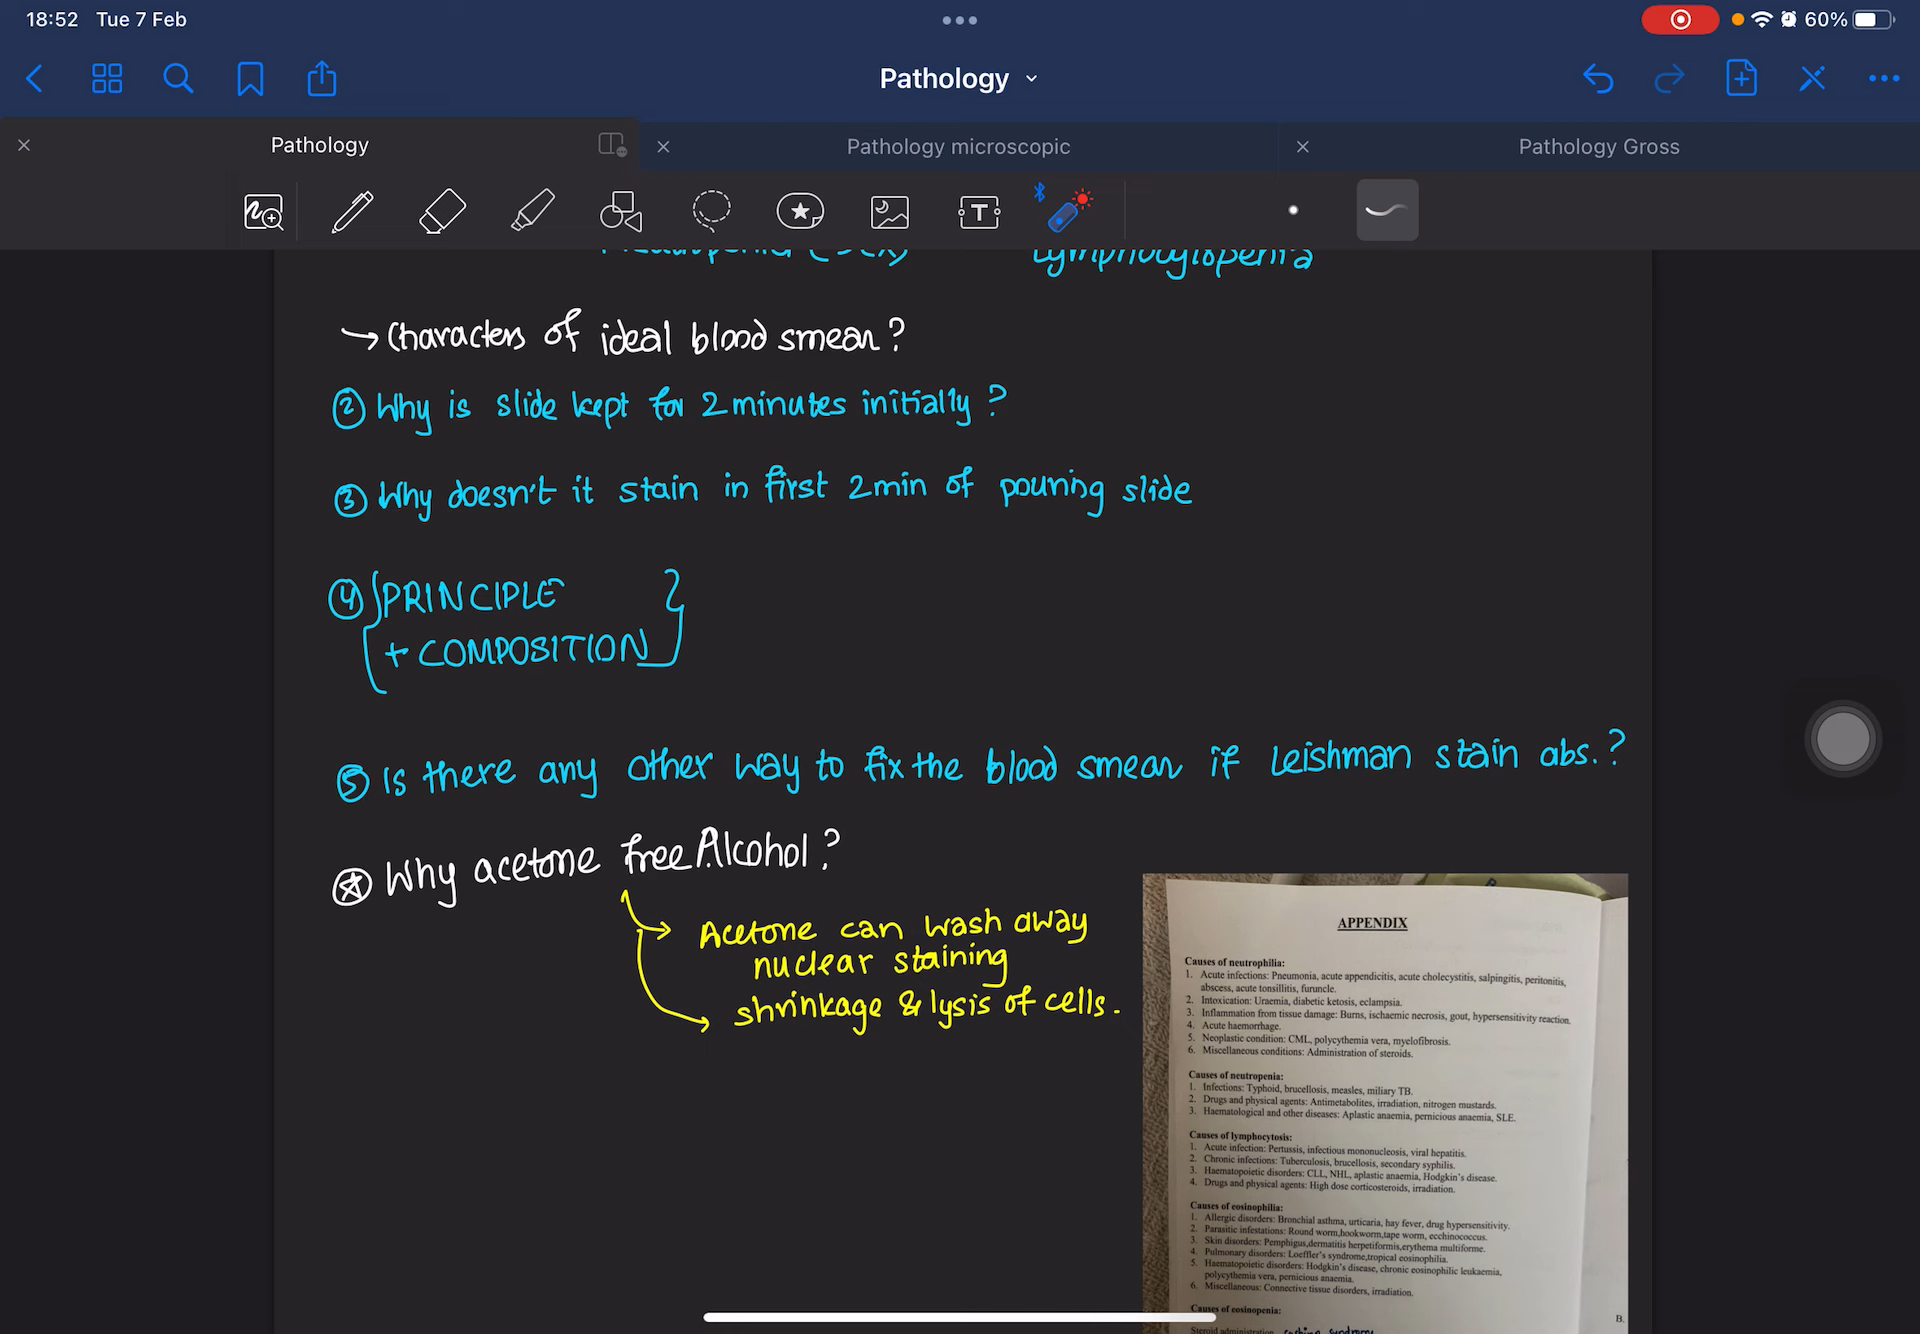 18:52 Tue 7 Feb
60%
Pathology
Pathology
Pathology microscopic
Pathology Gross
T
Lymphocytopenia
→ Characters of ideal blood smear?
② Why is slide kept for 2 minutes initially?
③ Why doesn't it stain in first 2 min of pouring slide
④ PRINCIPLE
+ COMPOSITION
⑤ Is there any other way to fix the blood smear if Leishman stain abs.?
Why acetone free Alcohol?
Acetone can wash away
nuclear staining
shrinkage & lysis of cells.
APPENDIX
Causes of neutrophilia:
1. Acute infections: Pneumonia, acute appendicitis, acute cholecystitis, salpingitis, peritonitis,
abscess, acute tonsillitis, furuncle.
2. Intoxication: Uraemia, diabetic ketosis, eclampsia.
3. Inflammation from tissue damage: Burns, ischaemic necrosis, gout, hypersensitivity reaction.
4. Acute haemorrhage.
5. Neoplastic condition: CML, polycythemia vera, myelofibrosis.
6. Miscellaneous conditions: Administration of steroids.
Causes of neutropenia:
1. Infections: Typhoid, brucellosis, measles, miliary TB.
2. Drugs and physical agents: Antimetabolites, irradiation, nitrogen mustards.
3. Haematological and other diseases: Aplastic anaemia, pernicious anaemia, SLE.
Causes of lymphocytosis:
1. Acute infection: Pertussis, infectious mononucleosis, viral hepatitis.
2. Chronic infections: Tuberculosis, brucellosis, secondary syphilis.
3. Haematopoietic disorders: CLL, NHL, aplastic anaemia, Hodgkin's disease.
4. Drugs and physical agents: High dose corticosteroids, irradiation.
Causes of eosinophilia:
1. Allergic disorders: Bronchial asthma, urticaria, hay fever, drug hypersensitivity.
2. Parasitic infestations: Round worm,hookworm,tape worm, ecchinococcus.
3. Skin disorders: Pemphigus,dermatitis herpetiformis,erythema multiforme.
4. Pulmonary disorders: Loeffler's syndrome,tropical eosinophilia.
5. Haematopoietic disorders: Hodgkin's disease, chronic eosinophilic leukaemia,
polycythemia vera, pernicious anaemia.
6. Miscellaneous: Connective tissue disorders, irradiation.
Causes of eosinopenia:
Steroid administration
B.